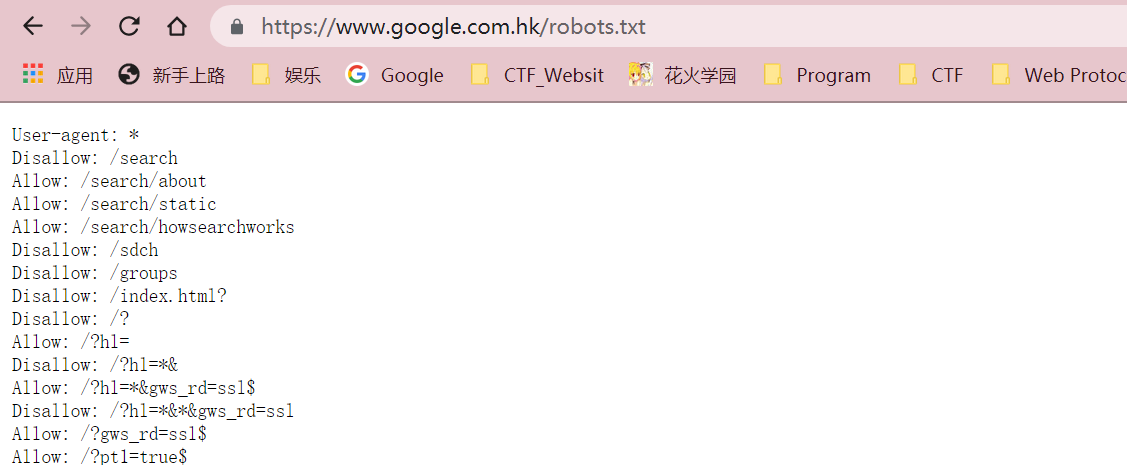 https://www.google.com.hk/robots.txt
应用 新手上路 娱乐 Google CTF_Websit 花火学园 Program CTF Web Protoc
User-agent: *
Disallow: /search
Allow: /search/about
Allow: /search/static
Allow: /search/howsearchworks
Disallow: /sdch
Disallow: /groups
Disallow: /index.html?
Disallow: /?
Allow: /?hl=
Disallow: /?hl=*&
Allow: /?hl=*&gws_rd=ssl$
Disallow: /?hl=*&*&gws_rd=ssl
Allow: /?gws_rd=ssl$
Allow: /?pt1=true$